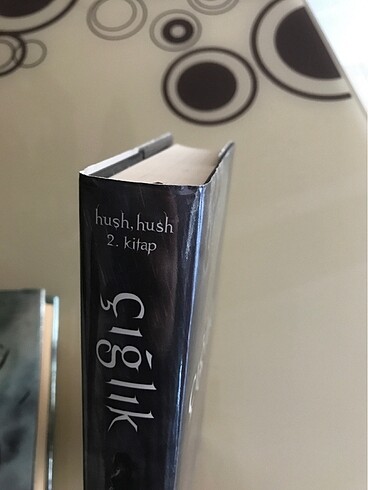 hush, hush
2. kitap
çığlık